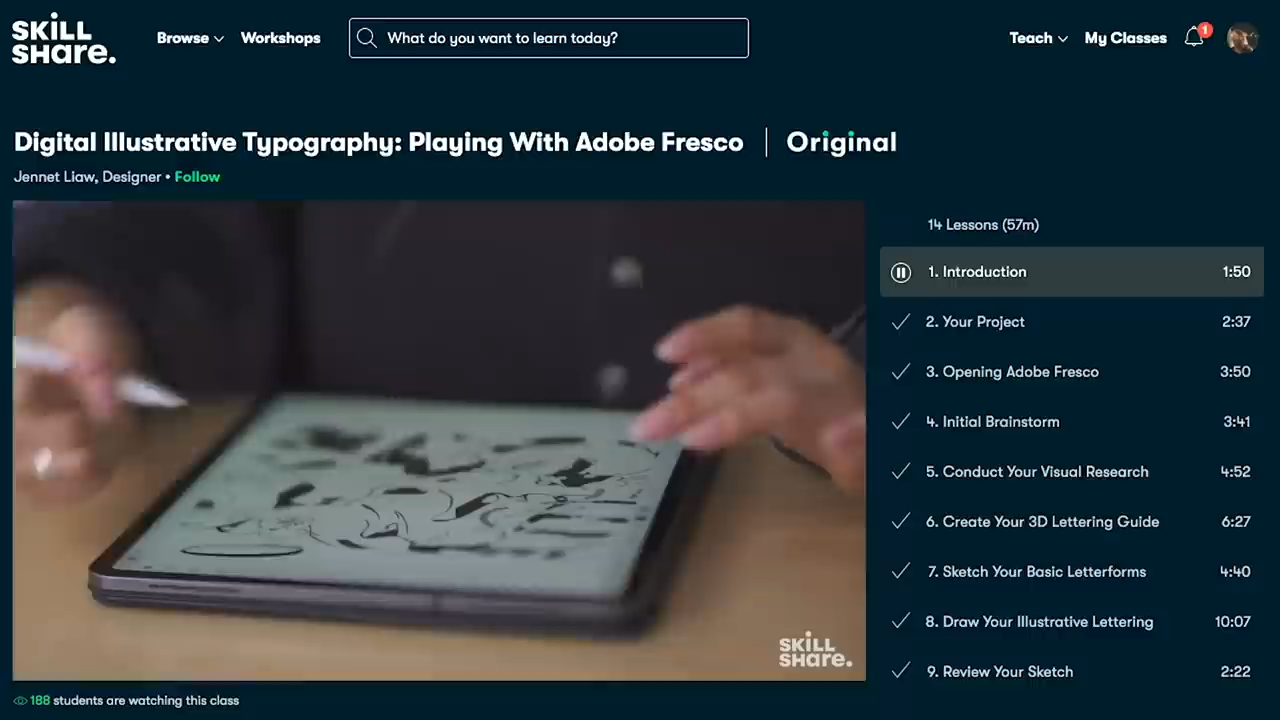 SKILL
SHARE.
Browse
Workshops
What do you want to learn today?
Teach
My Classes
1
Digital Illustrative Typography: Playing With Adobe Fresco | Original
Jennet Liaw, Designer • Follow
14 Lessons (57m)
1. Introduction 1:50
2. Your Project 2:37
3. Opening Adobe Fresco 3:50
4. Initial Brainstorm 3:41
5. Conduct Your Visual Research 4:52
6. Create Your 3D Lettering Guide 6:27
7. Sketch Your Basic Letterforms 4:40
8. Draw Your Illustrative Lettering 10:07
9. Review Your Sketch 2:22
SKILL
SHARE.
188 students are watching this class